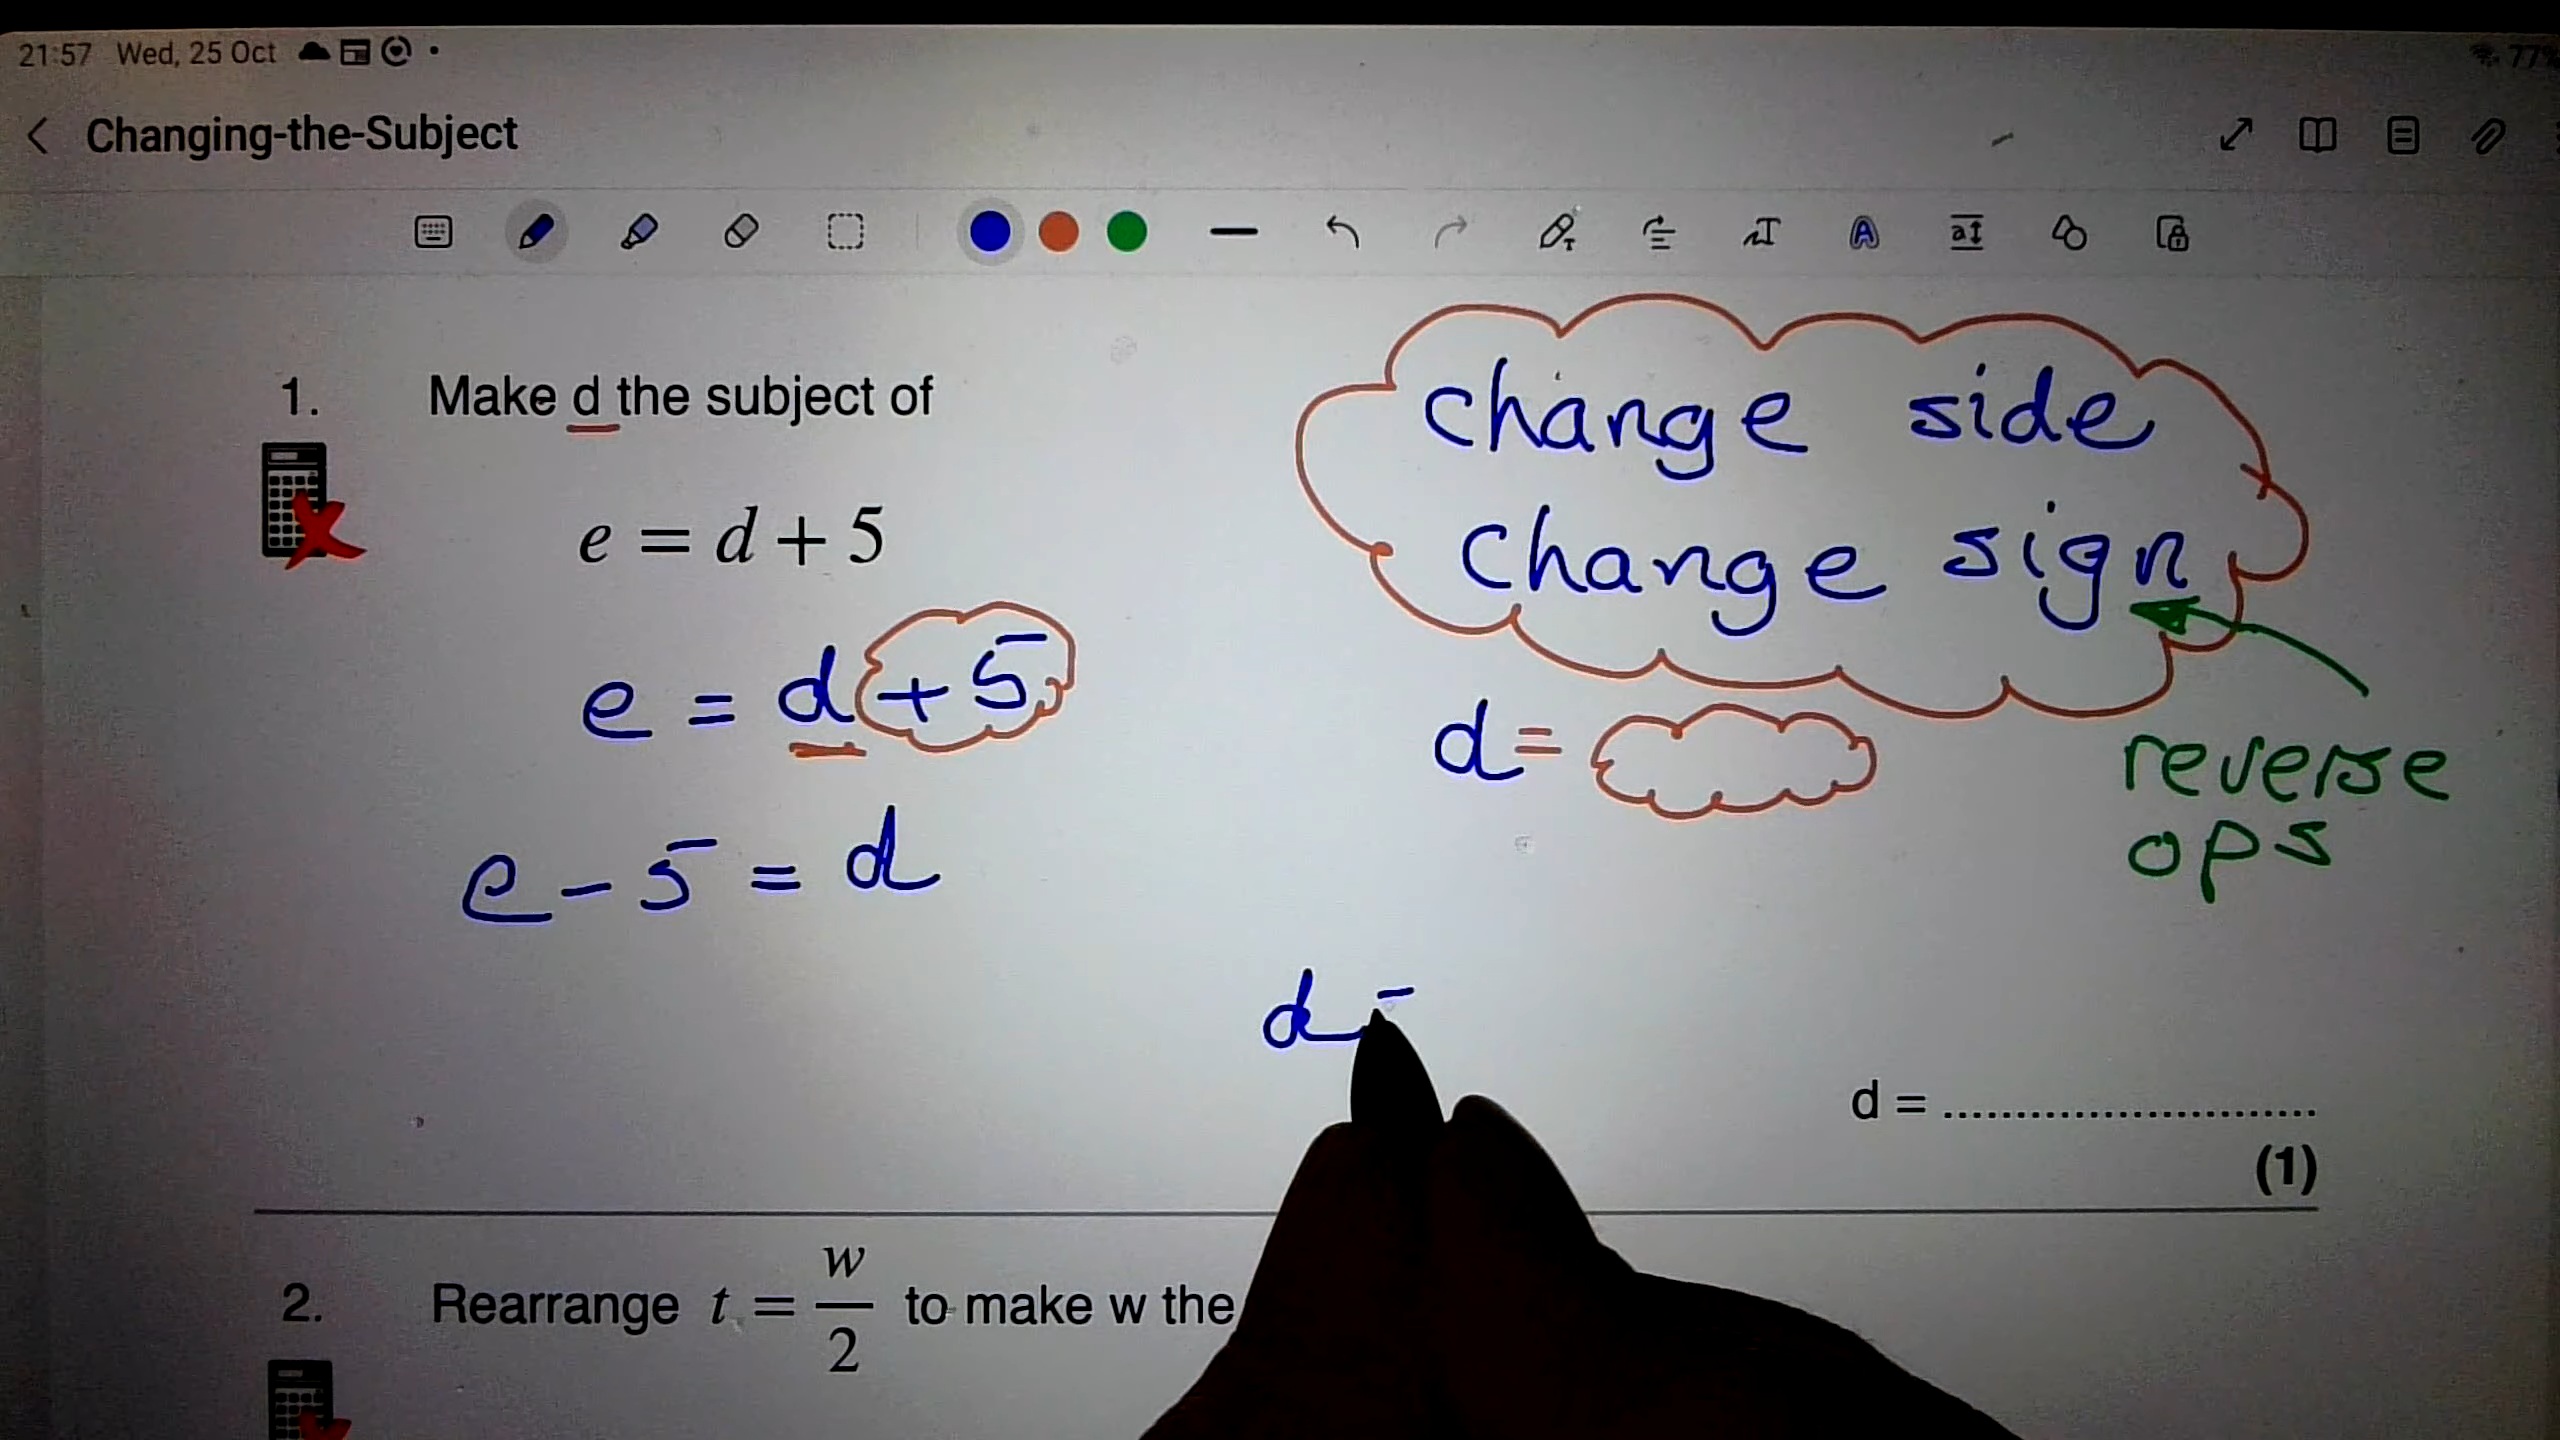 21:57 Wed, 25 Oct
77%
Changing-the-Subject
1. Make d the subject of
e = d + 5
e = d + 5
e - 5 = d
change side
change sign
d =
reverse
ops
d =
d = ..........................
(1)
2. Rearrange t = w/2 to make w the